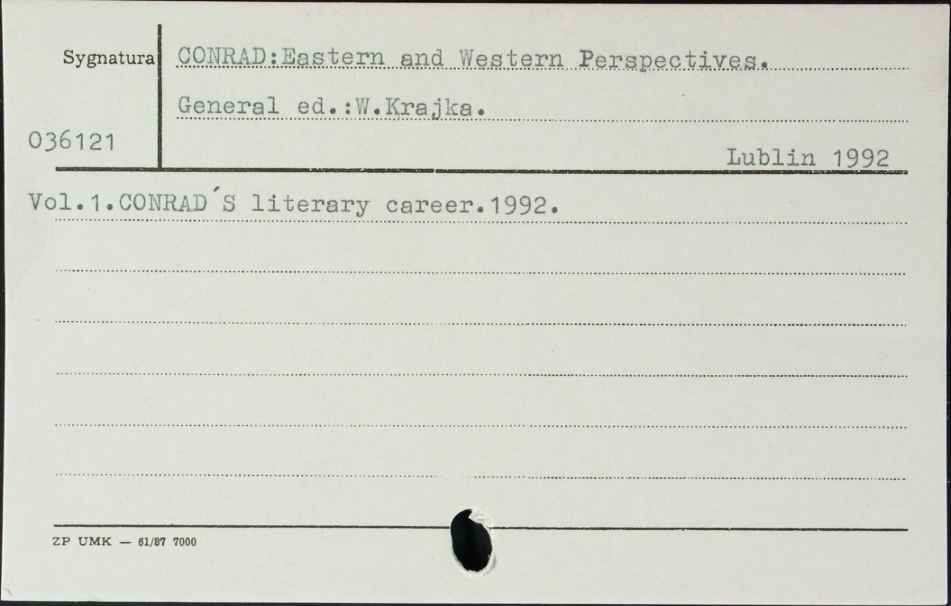 Sygnatura CONRAD:Eastern and Western Perspectives.
General ed.:W.Krajka.
036121
Lublin 1992
Vol.1.CONRAD´S literary career.1992.
ZP UMK — 61/87 7000